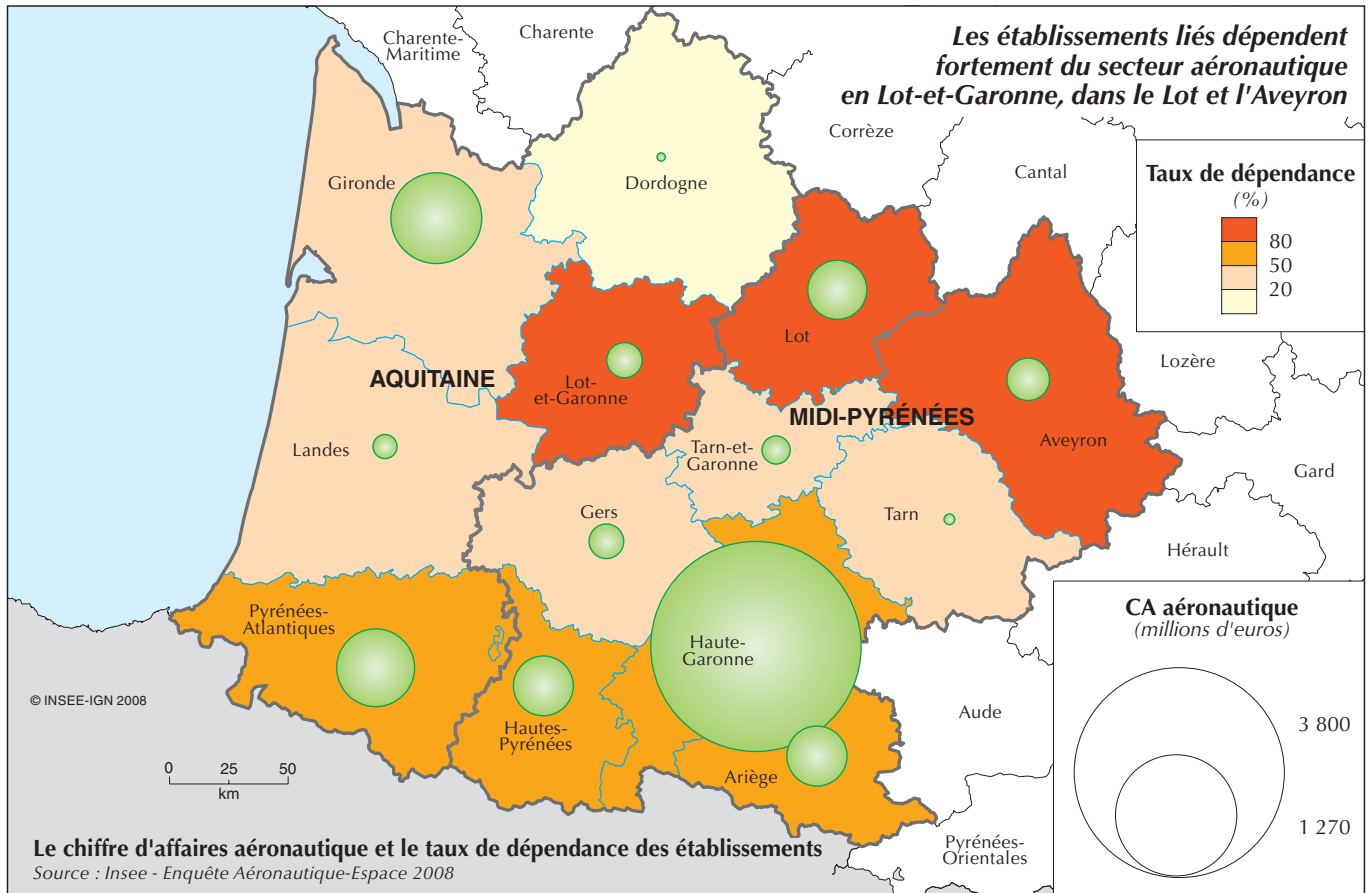 Les établissements liés dépendent
fortement du secteur aéronautique
en Lot-et-Garonne, dans le Lot et l'Aveyron
Charente-
Maritime
Charente
Corrèze
Cantal
Taux de dépendance
(%)
80
50
20
Gironde
Dordogne
Lot
Lozère
AQUITAINE
Lot-
et-Garonne
MIDI-PYRÉNÉES
Aveyron
Landes
Tarn-et-
Garonne
Gard
Gers
Tarn
Hérault
Pyrénées-
Atlantiques
Haute-
Garonne
CA aéronautique
(millions d'euros)
3 800
1 270
© INSEE-IGN 2008
Hautes-
Pyrénées
Ariège
Aude
0 25 50
km
Pyrénées-
Orientales
Le chiffre d'affaires aéronautique et le taux de dépendance des établissements
Source : Insee - Enquête Aéronautique-Espace 2008